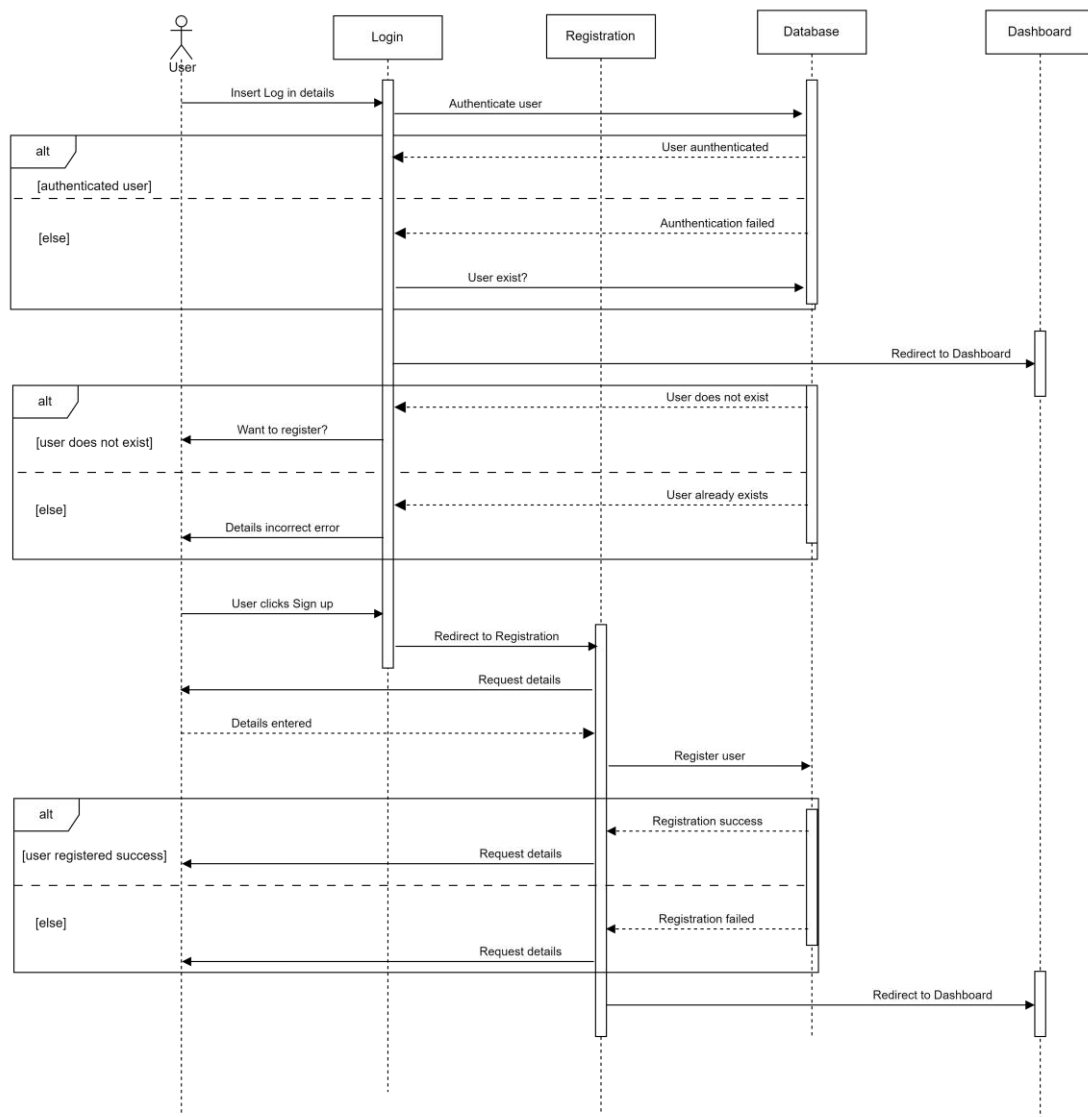 User
Login
Registration
Database
Dashboard
Insert Log in details
Authenticate user
alt
User aunthenticated
[authenticated user]
Aunthentication failed
[else]
User exist?
Redirect to Dashboard
alt
User does not exist
Want to register?
[user does not exist]
User already exists
[else]
Details incorrect error
User clicks Sign up
Redirect to Registration
Request details
Details entered
Register user
alt
Registration success
[user registered success]
Request details
Registration failed
[else]
Request details
Redirect to Dashboard